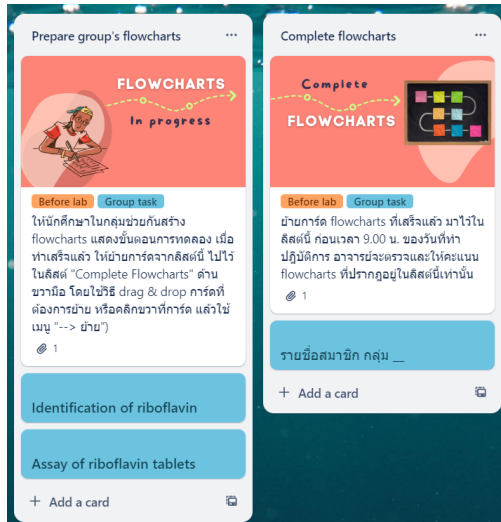 Prepare group's flowcharts
FLOWCHARTS
In progress
Before lab Group task
ให้นักศึกษาในกลุ่มช่วยกันสร้าง
flowcharts แสดงขั้นตอนการทดลอง เมื่อ
ทำเสร็จแล้ว ให้ย้ายการ์ดจากลิสต์นี้ ไปไว้
ในลิสต์ "Complete Flowcharts" ด้าน
ขวามือ โดยใช้วิธี drag & drop การ์ดที่
ต้องการย้าย หรือคลิกขวาที่การ์ด แล้วใช้
เมนู "--> ย้าย")
1
Identification of riboflavin
Assay of riboflavin tablets
+ Add a card
Complete flowcharts
Complete
FLOWCHARTS
Before lab Group task
ย้ายการ์ด flowcharts ที่เสร็จแล้ว มาไว้ใน
ลิสต์นี้ ก่อนเวลา 9.00 น. ของวันที่ทำ
ปฏิบัติการ อาจารย์จะตรวจและให้คะแนน
flowcharts ที่ปรากฏอยู่ในลิสต์นี้เท่านั้น
1
รายชื่อสมาชิก กลุ่ม __
+ Add a card